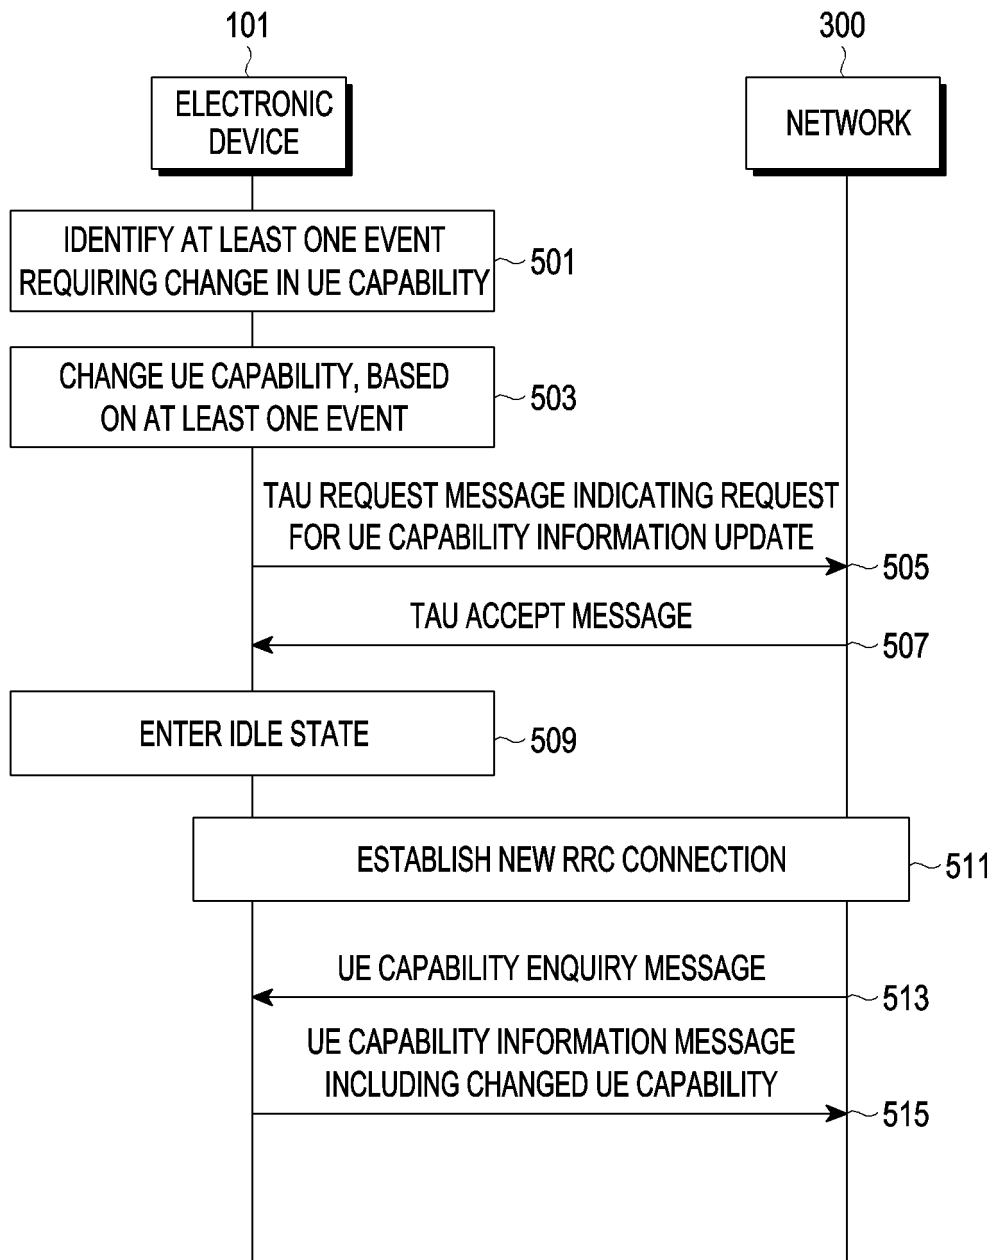 101
300
ELECTRONIC
DEVICE
NETWORK
IDENTIFY AT LEAST ONE EVENT
REQUIRING CHANGE IN UE CAPABILITY
501
CHANGE UE CAPABILITY, BASED
ON AT LEAST ONE EVENT
503
TAU REQUEST MESSAGE INDICATING REQUEST
FOR UE CAPABILITY INFORMATION UPDATE
505
TAU ACCEPT MESSAGE
507
ENTER IDLE STATE
509
ESTABLISH NEW RRC CONNECTION
511
UE CAPABILITY ENQUIRY MESSAGE
513
UE CAPABILITY INFORMATION MESSAGE
INCLUDING CHANGED UE CAPABILITY
515